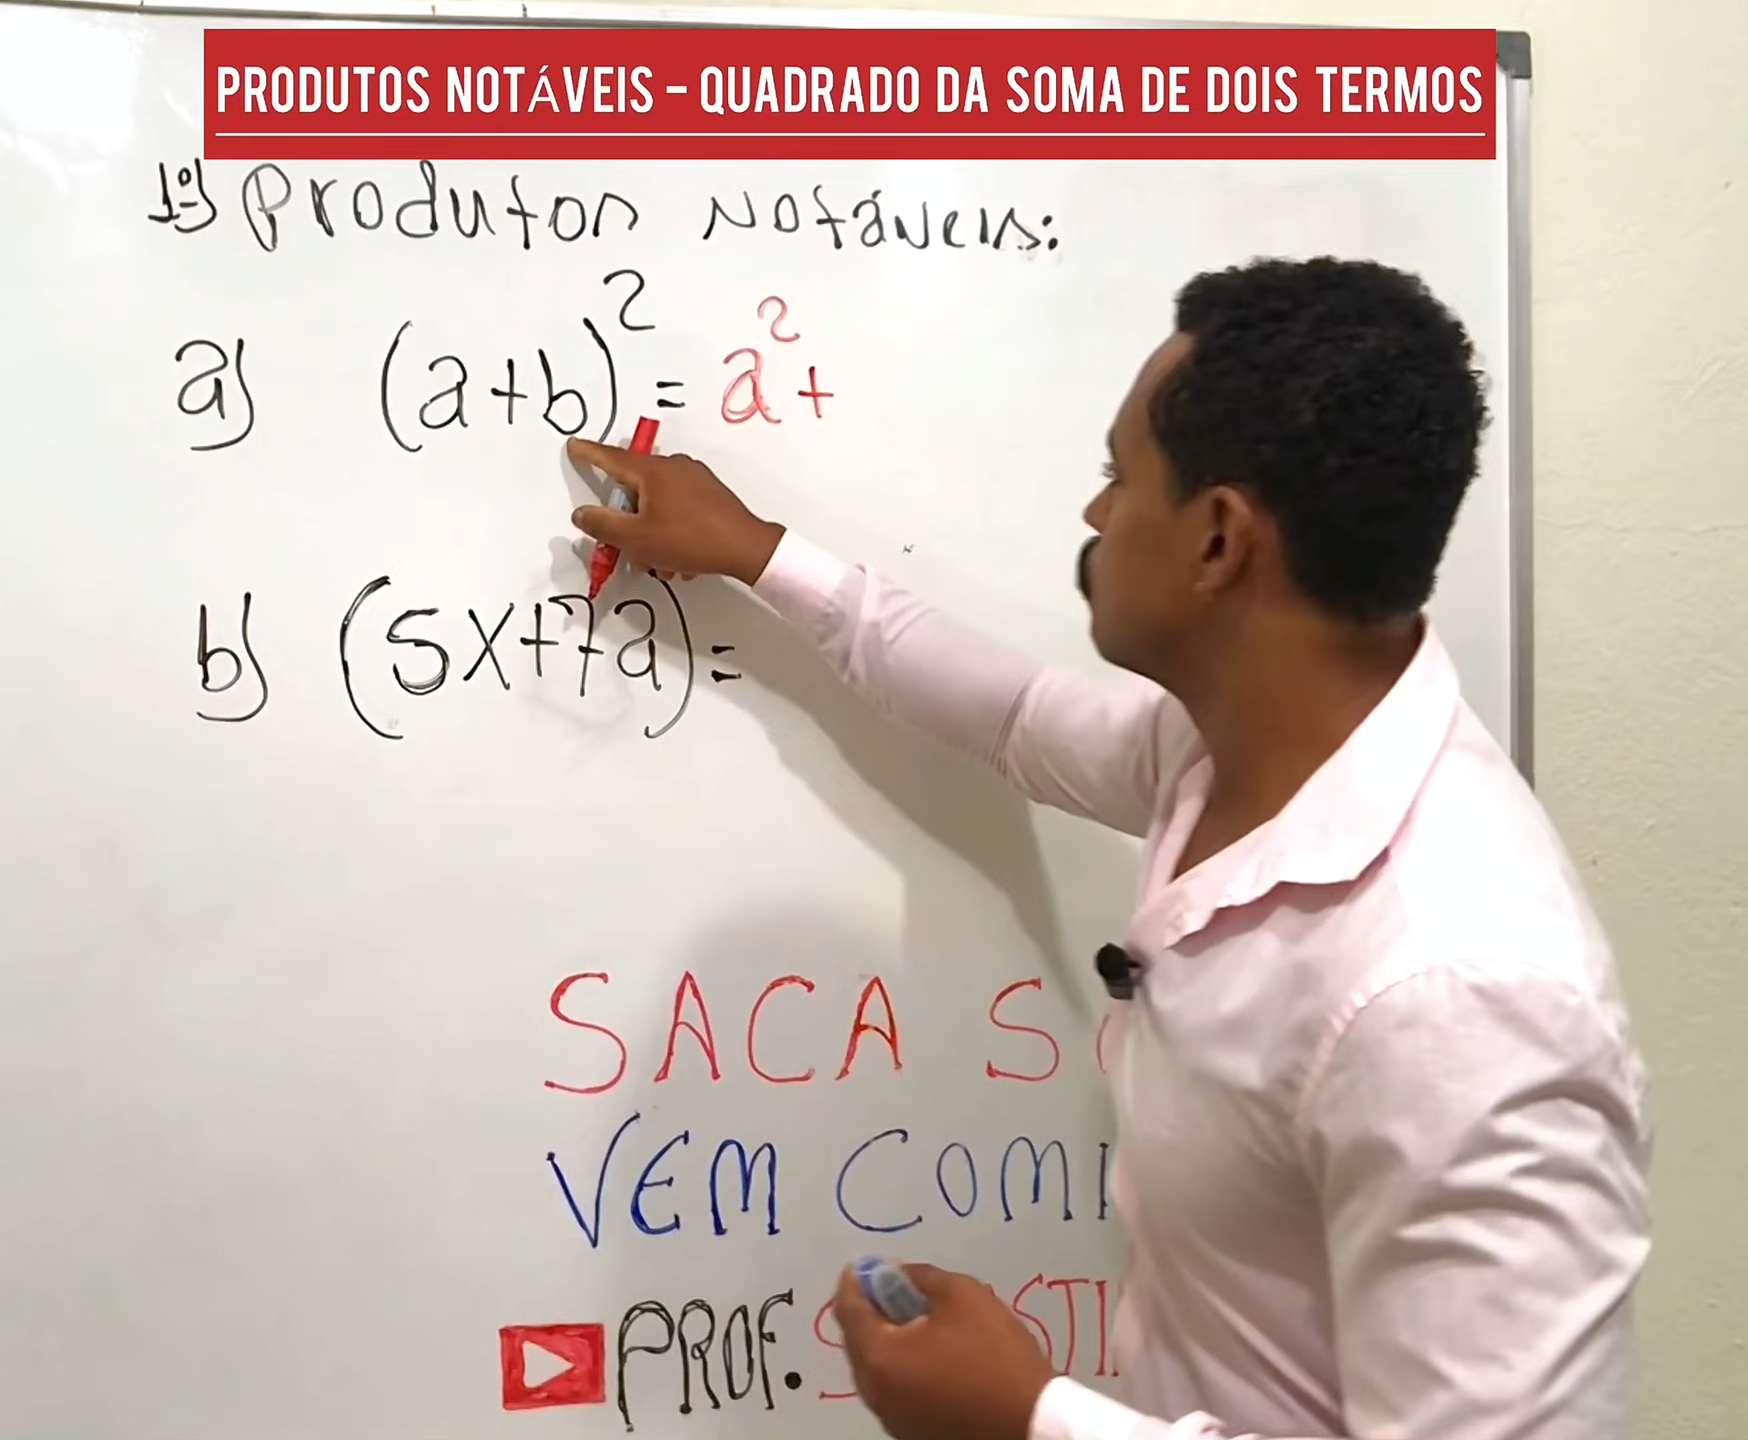 PRODUTOS NOTÁVEIS - QUADRADO DA SOMA DE DOIS TERMOS
1º) Produtos Notáveis:
a) (a+b)² = a² +
b) (5x+7a) =
SACA S
VEM COMI
PROF. S STI